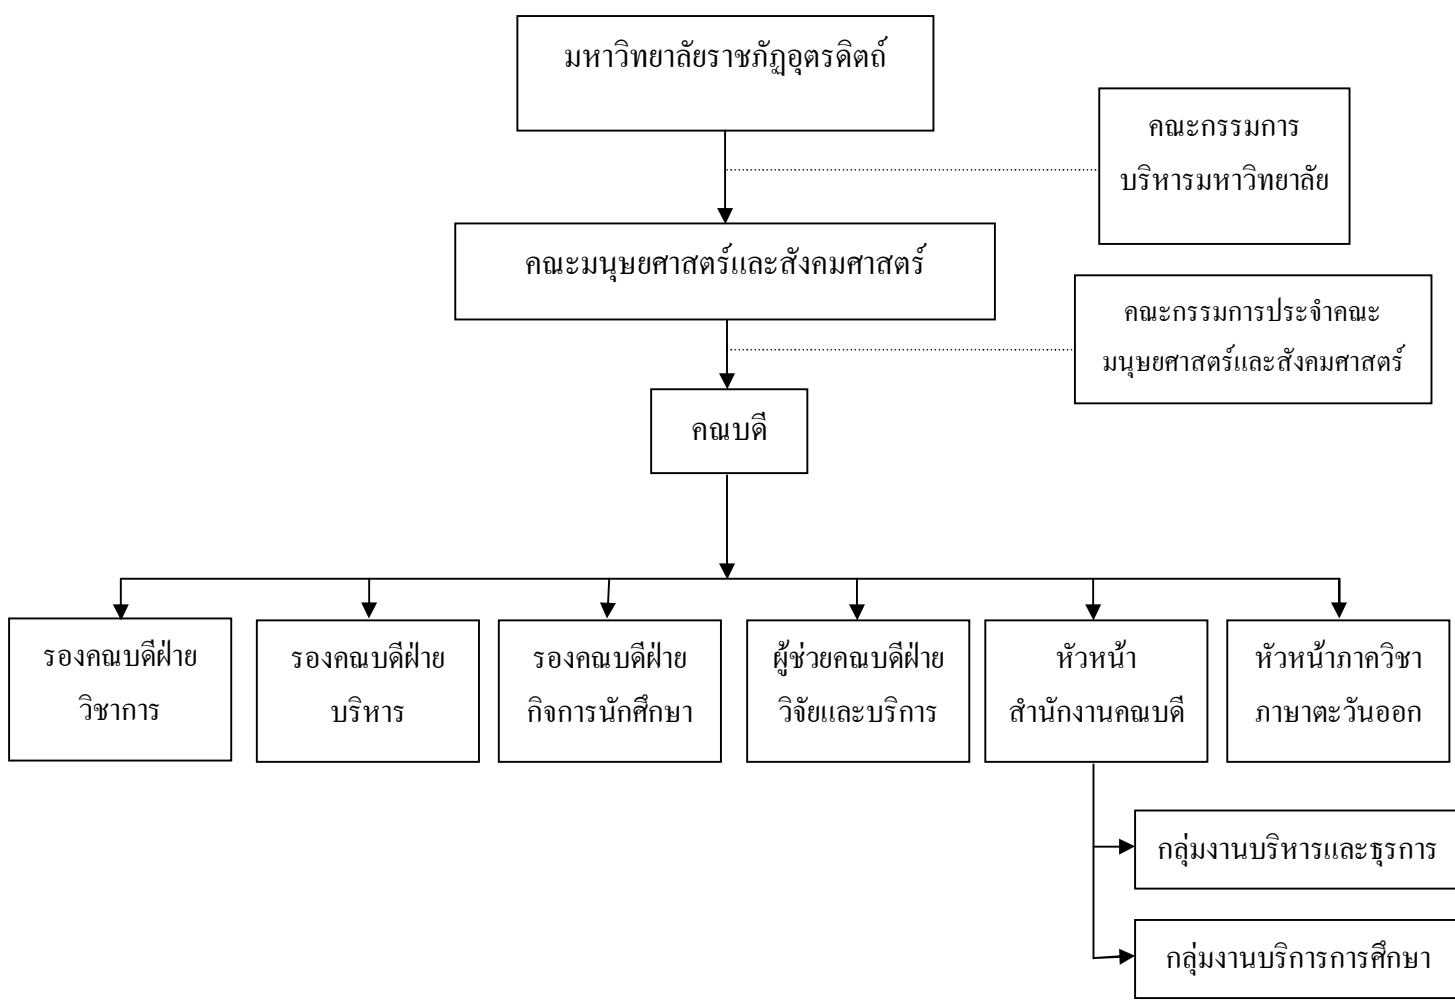 มหาวิทยาลัยราชภัฏอุตรดิตถ์
คณะกรรมการ
บริหารมหาวิทยาลัย
คณะมนุษยศาสตร์และสังคมศาสตร์
คณะกรรมการประจำคณะ
มนุษยศาสตร์และสังคมศาสตร์
คณบดี
รองคณบดีฝ่าย
วิชาการ
รองคณบดีฝ่าย
บริหาร
รองคณบดีฝ่าย
กิจการนักศึกษา
ผู้ช่วยคณบดีฝ่าย
วิจัยและบริการ
หัวหน้า
สำนักงานคณบดี
หัวหน้าภาควิชา
ภาษาตะวันออก
กลุ่มงานบริหารและธุรการ
กลุ่มงานบริการการศึกษา